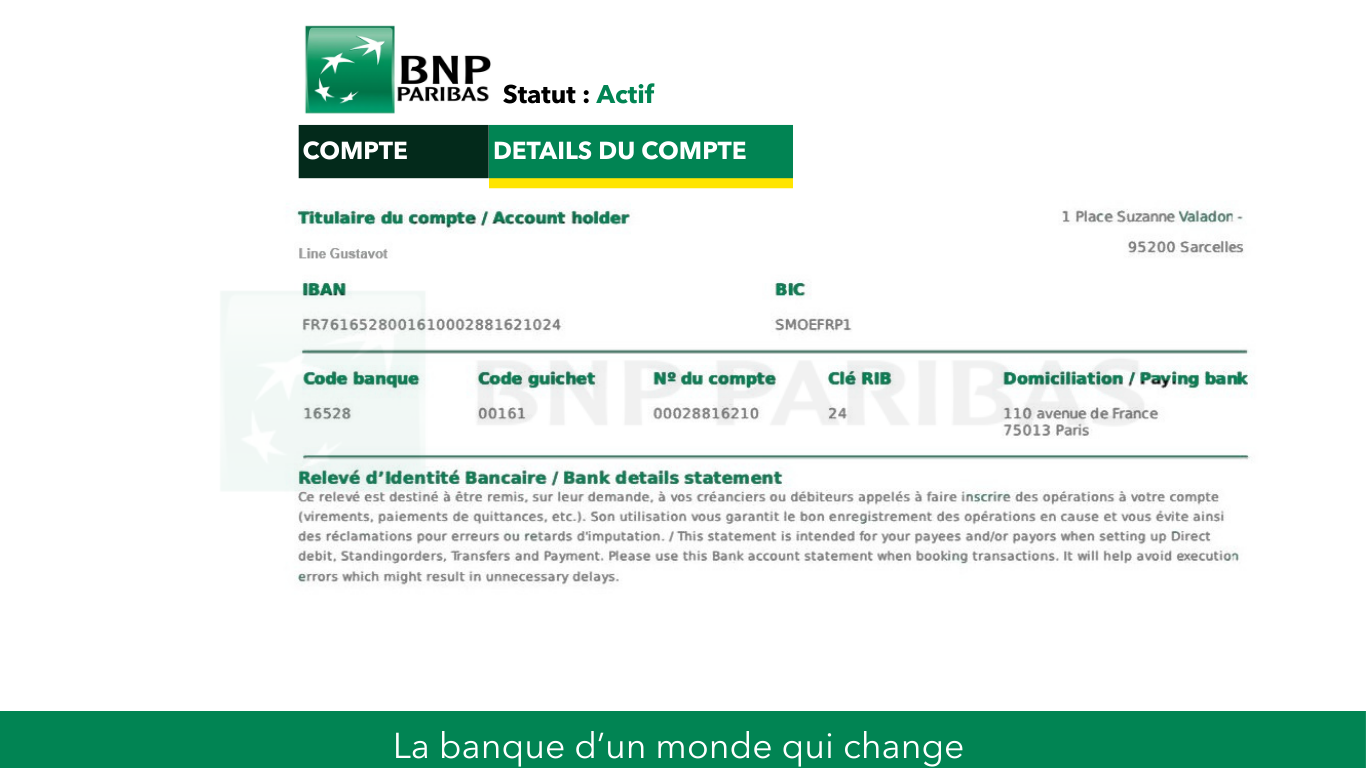 BNP
PARIBAS
Statut : Actif
COMPTE
DETAILS DU COMPTE
Titulaire du compte / Account holder
1 Place Suzanne Valadon -
Line Gustavot
95200 Sarcelles
IBAN
BIC
FR7616528001610002881621024
SMOEFRP1
BNP PARIBAS
Code banque
Code guichet
Nº du compte
Clé RIB
Domiciliation / Paying bank
16528
00161
00028816210
24
110 avenue de France
75013 Paris
Relevé d’Identité Bancaire / Bank details statement
Ce relevé est destiné à être remis, sur leur demande, à vos créanciers ou débiteurs appelés à faire inscrire des opérations à votre compte
(virements, paiements de quittances, etc.). Son utilisation vous garantit le bon enregistrement des opérations en cause et vous évite ainsi
des réclamations pour erreurs ou retards d'imputation. / This statement is intended for your payees and/or payors when setting up Direct
debit, Standingorders, Transfers and Payment. Please use this Bank account statement when booking transactions. It will help avoid execution
errors which might result in unnecessary delays.
La banque d’un monde qui change